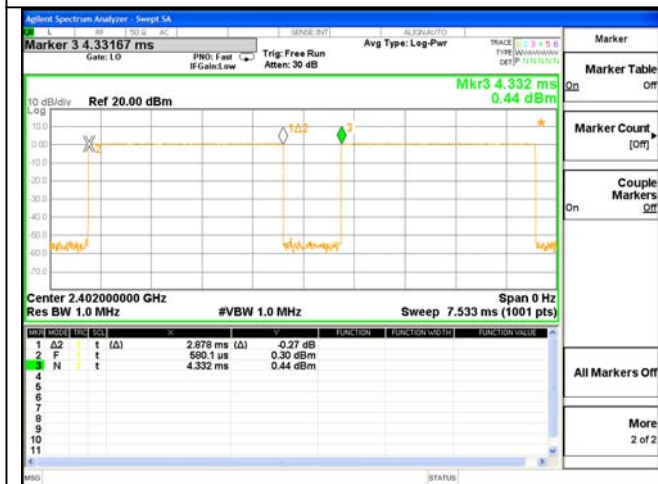 Agilent Spectrum Analyzer - Swept SA
L RF 50 Ω AC SENSE:INT ALIGNAUTO
Marker 3 4.33167 ms
Gate: LO
PNO: Fast
IFGain:Low
Trig: Free Run
Atten: 30 dB
Avg Type: Log-Pwr
TRACE 1 2 3 4 5 6
TYPE
DET P N N N N N
Mkr3 4.332 ms
0.44 dBm
10 dB/div Ref 20.00 dBm
Log
10.0
0.00
-10.0
-20.0
-30.0
-40.0
-50.0
-60.0
-70.0
2
1Δ2
3
*
Center 2.402000000 GHz
Span 0 Hz
Res BW 1.0 MHz
#VBW 1.0 MHz
Sweep 7.533 ms (1001 pts)
MKR MODE TRC SCL X Y FUNCTION FUNCTION WIDTH FUNCTION VALUE
1 Δ2 1 t (Δ) 2.878 ms (Δ) -0.27 dB
2 F 1 t 580.1 µs 0.30 dBm
3 N 1 t 4.332 ms 0.44 dBm
4
5
6
7
8
9
10
11
MSG
STATUS
Marker
Marker Table
On Off
Marker Count
[Off]
Couple
Markers
On Off
All Markers Off
More
2 of 2